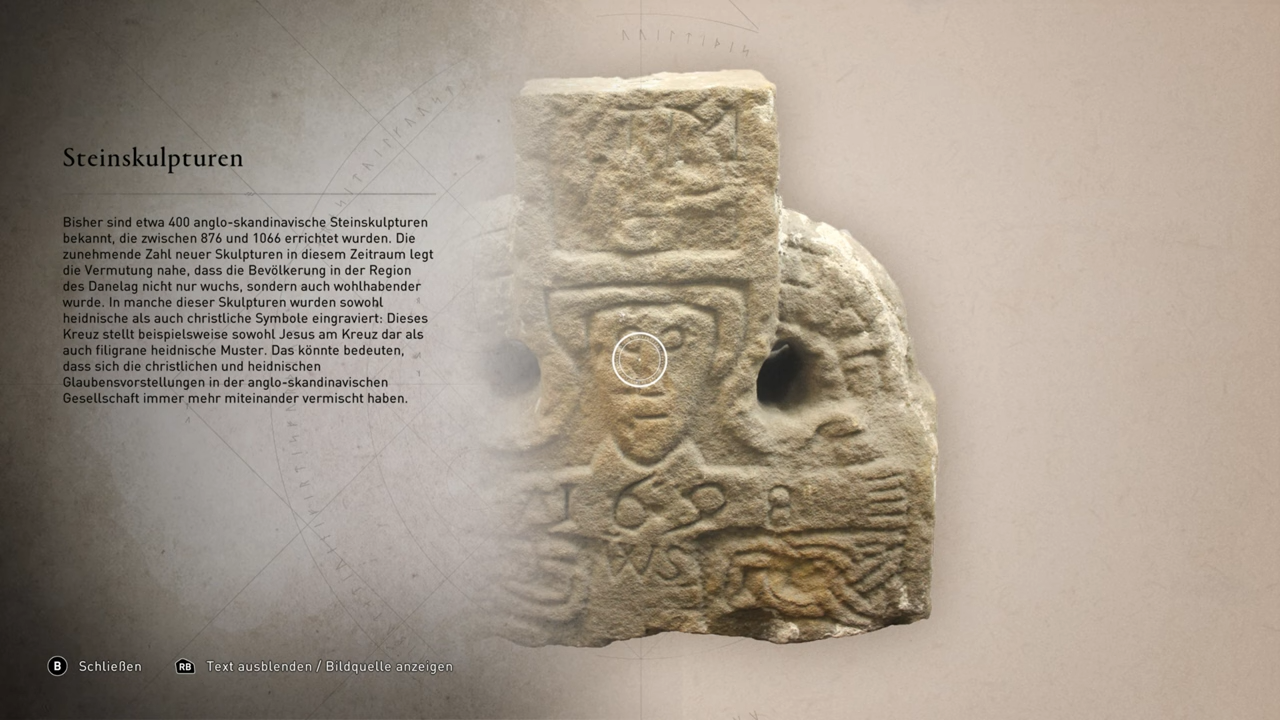 Steinskulpturen
Bisher sind etwa 400 anglo-skandinavische Steinskulpturen
bekannt, die zwischen 876 und 1066 errichtet wurden. Die
zunehmende Zahl neuer Skulpturen in diesem Zeitraum legt
die Vermutung nahe, dass die Bevölkerung in der Region
des Danelag nicht nur wuchs, sondern auch wohlhabender
wurde. In manche dieser Skulpturen wurden sowohl
heidnische als auch christliche Symbole eingraviert: Dieses
Kreuz stellt beispielsweise sowohl Jesus am Kreuz dar als
auch filigrane heidnische Muster. Das könnte bedeuten,
dass sich die christlichen und heidnischen
Glaubensvorstellungen in der anglo-skandinavischen
Gesellschaft immer mehr miteinander vermischt haben.
1698
WS
B Schließen RB Text ausblenden / Bildquelle anzeigen